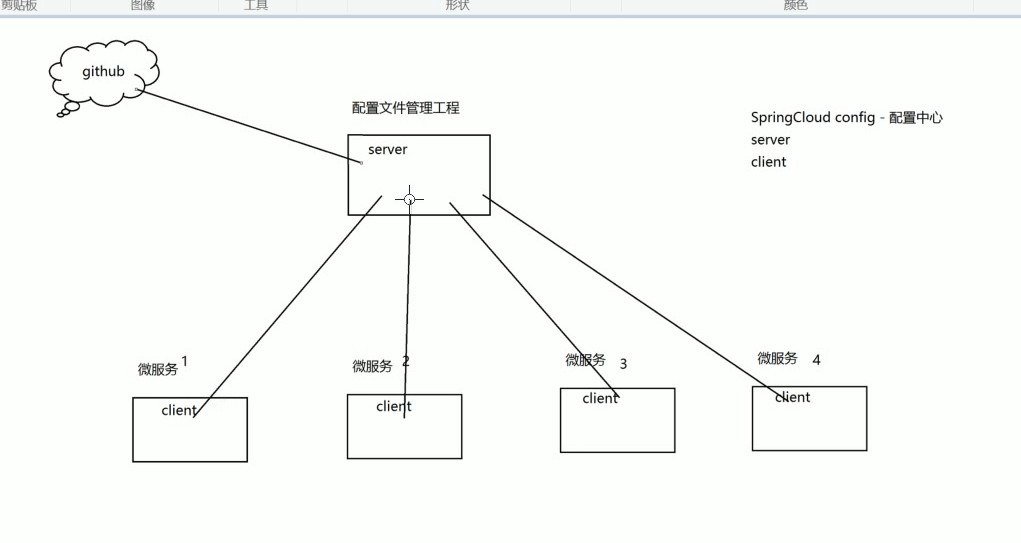 剪贴板
图像
工具
形状
颜色
github
配置文件管理工程
server
SpringCloud config - 配置中心
server
client
微服务 1
client
微服务 2
client
微服务 3
client
微服务 4
client